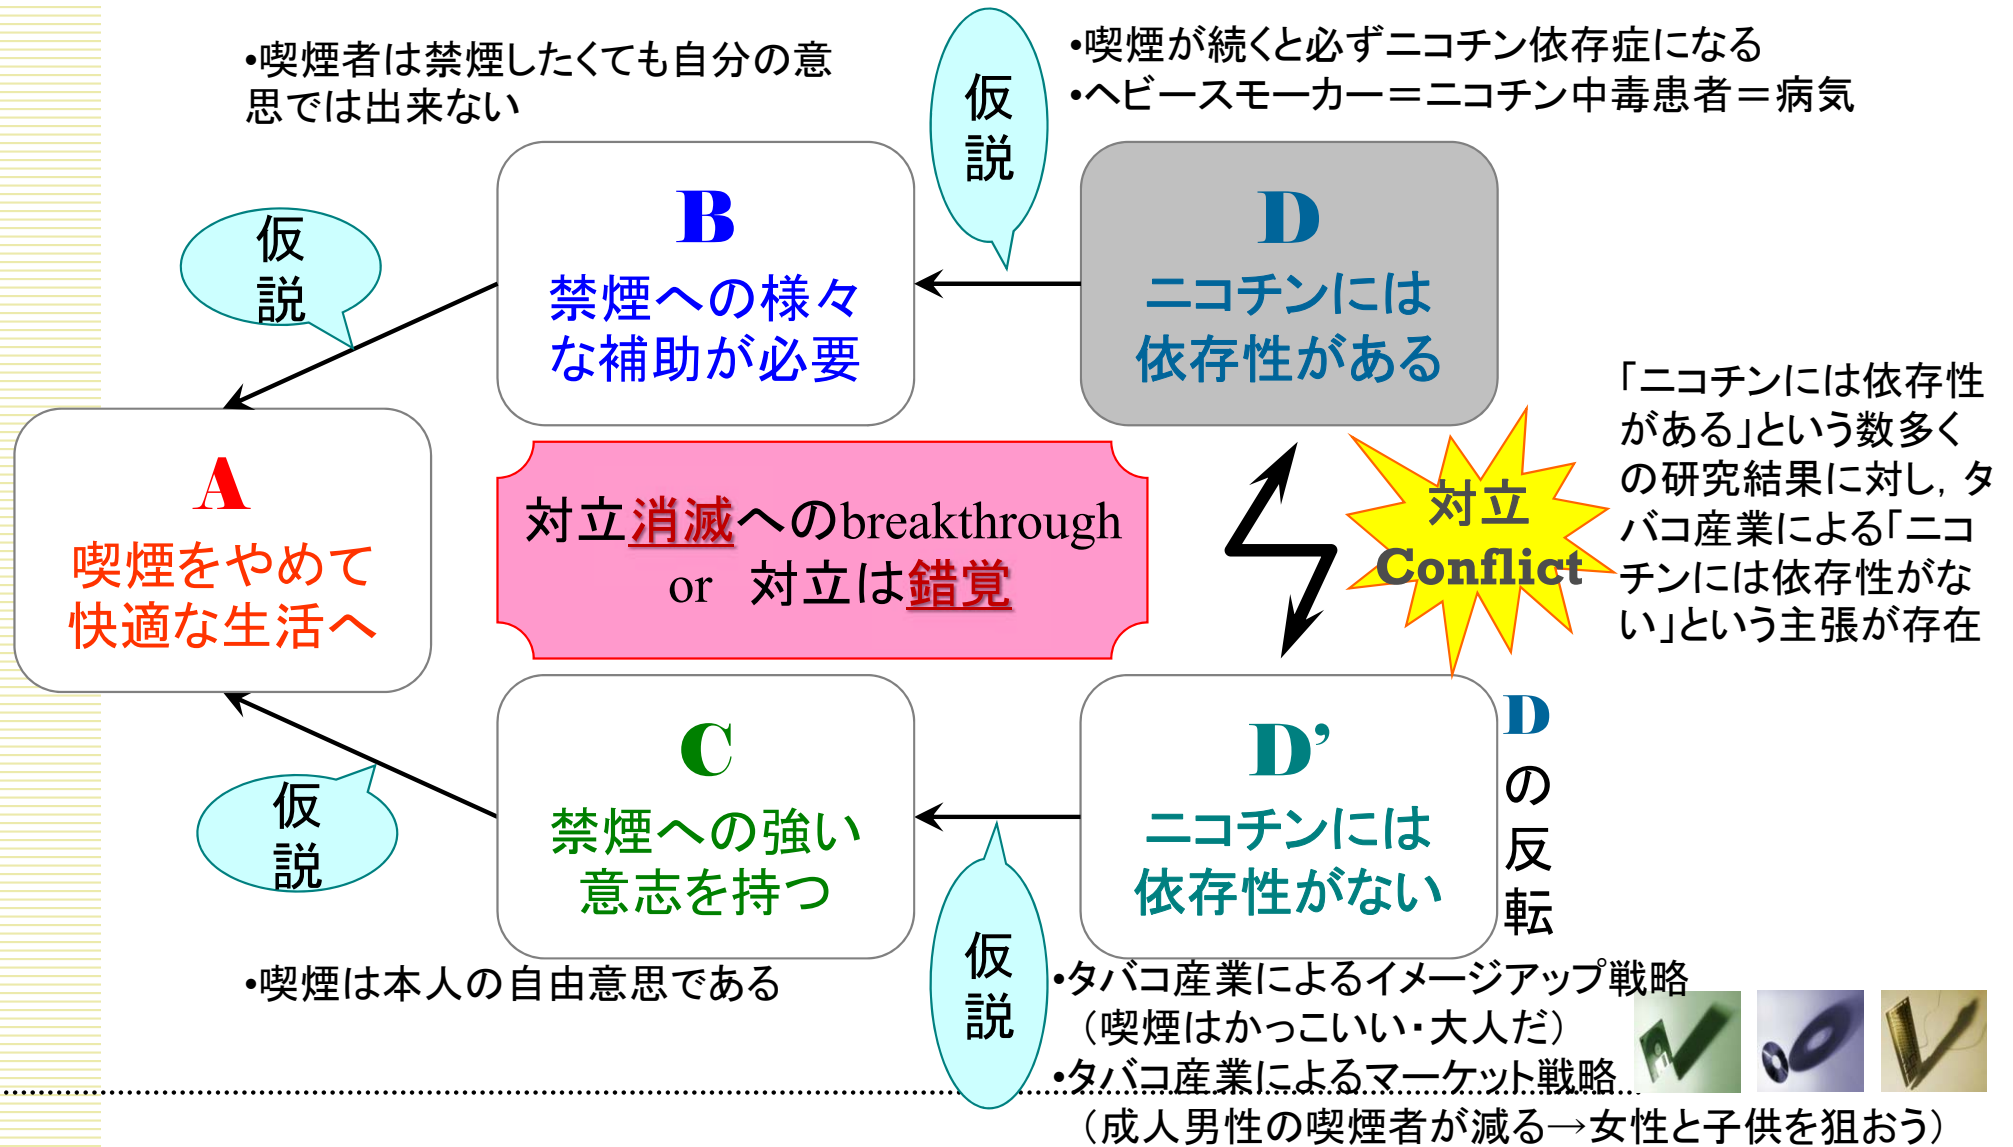 •喫煙者は禁煙したくても自分の意
思では出来ない
仮
説
•喫煙が続くと必ずニコチン依存症になる
•ヘビースモーカー＝ニコチン中毒患者＝病気
仮
説
B
禁煙への様々
な補助が必要
D
ニコチンには
依存性がある
A
喫煙をやめて
快適な生活へ
対立消滅へのbreakthrough
or 対立は錯覚
対立
Conflict
「ニコチンには依存性
がある」という数多く
の研究結果に対し，タ
バコ産業による「ニコ
チンには依存性がな
い」という主張が存在
C
禁煙への強い
意志を持つ
D’
ニコチンには
依存性がない
D
の
反
転
仮
説
•喫煙は本人の自由意思である
仮
説
•タバコ産業によるイメージアップ戦略
（喫煙はかっこいい・大人だ）
•タバコ産業によるマーケット戦略
（成人男性の喫煙者が減る→女性と子供を狙おう）